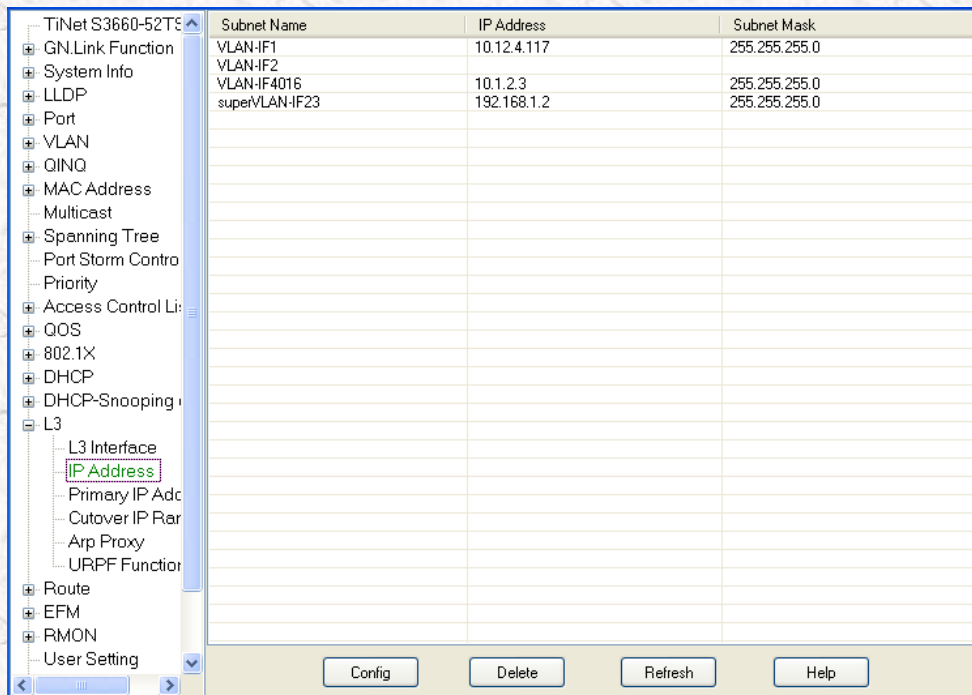 TiNet S3660-52TS
GN.Link Function
System Info
LLDP
Port
VLAN
QINQ
MAC Address
Multicast
Spanning Tree
Port Storm Contro
Priority
Access Control Lis
QOS
802.1X
DHCP
DHCP-Snooping
L3
L3 Interface
IP Address
Primary IP Add
Cutover IP Ran
Arp Proxy
URPF Function
Route
EFM
RMON
User Setting
Subnet Name IP Address Subnet Mask
VLAN-IF1 10.12.4.117 255.255.255.0
VLAN-IF2
VLAN-IF4016 10.1.2.3 255.255.255.0
superVLAN-IF23 192.168.1.2 255.255.255.0
Config Delete Refresh Help